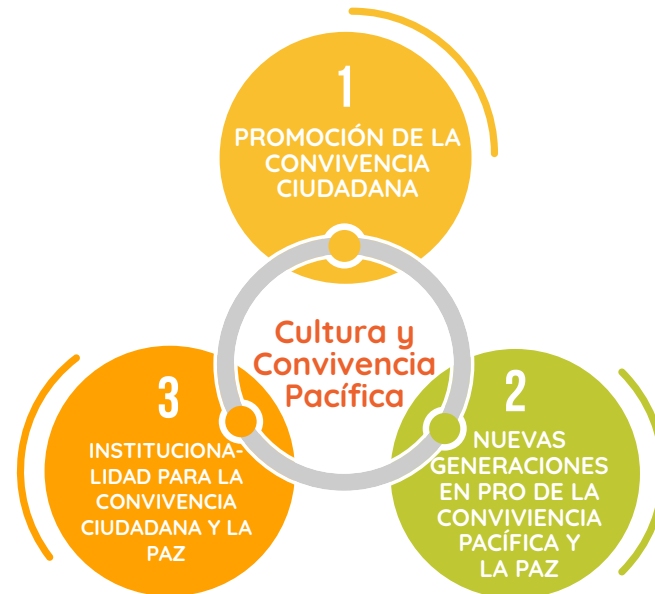 1
PROMOCIÓN DE LA
CONVIVENCIA
CIUDADANA
Cultura y
Convivencia
Pacífica
2
NUEVAS
GENERACIONES
EN PRO DE LA
CONVIVIENCIA
PACÍFICA Y
LA PAZ
3
INSTITUCIONA-
LIDAD PARA LA
CONVIVENCIA
CIUDADANA Y LA
PAZ